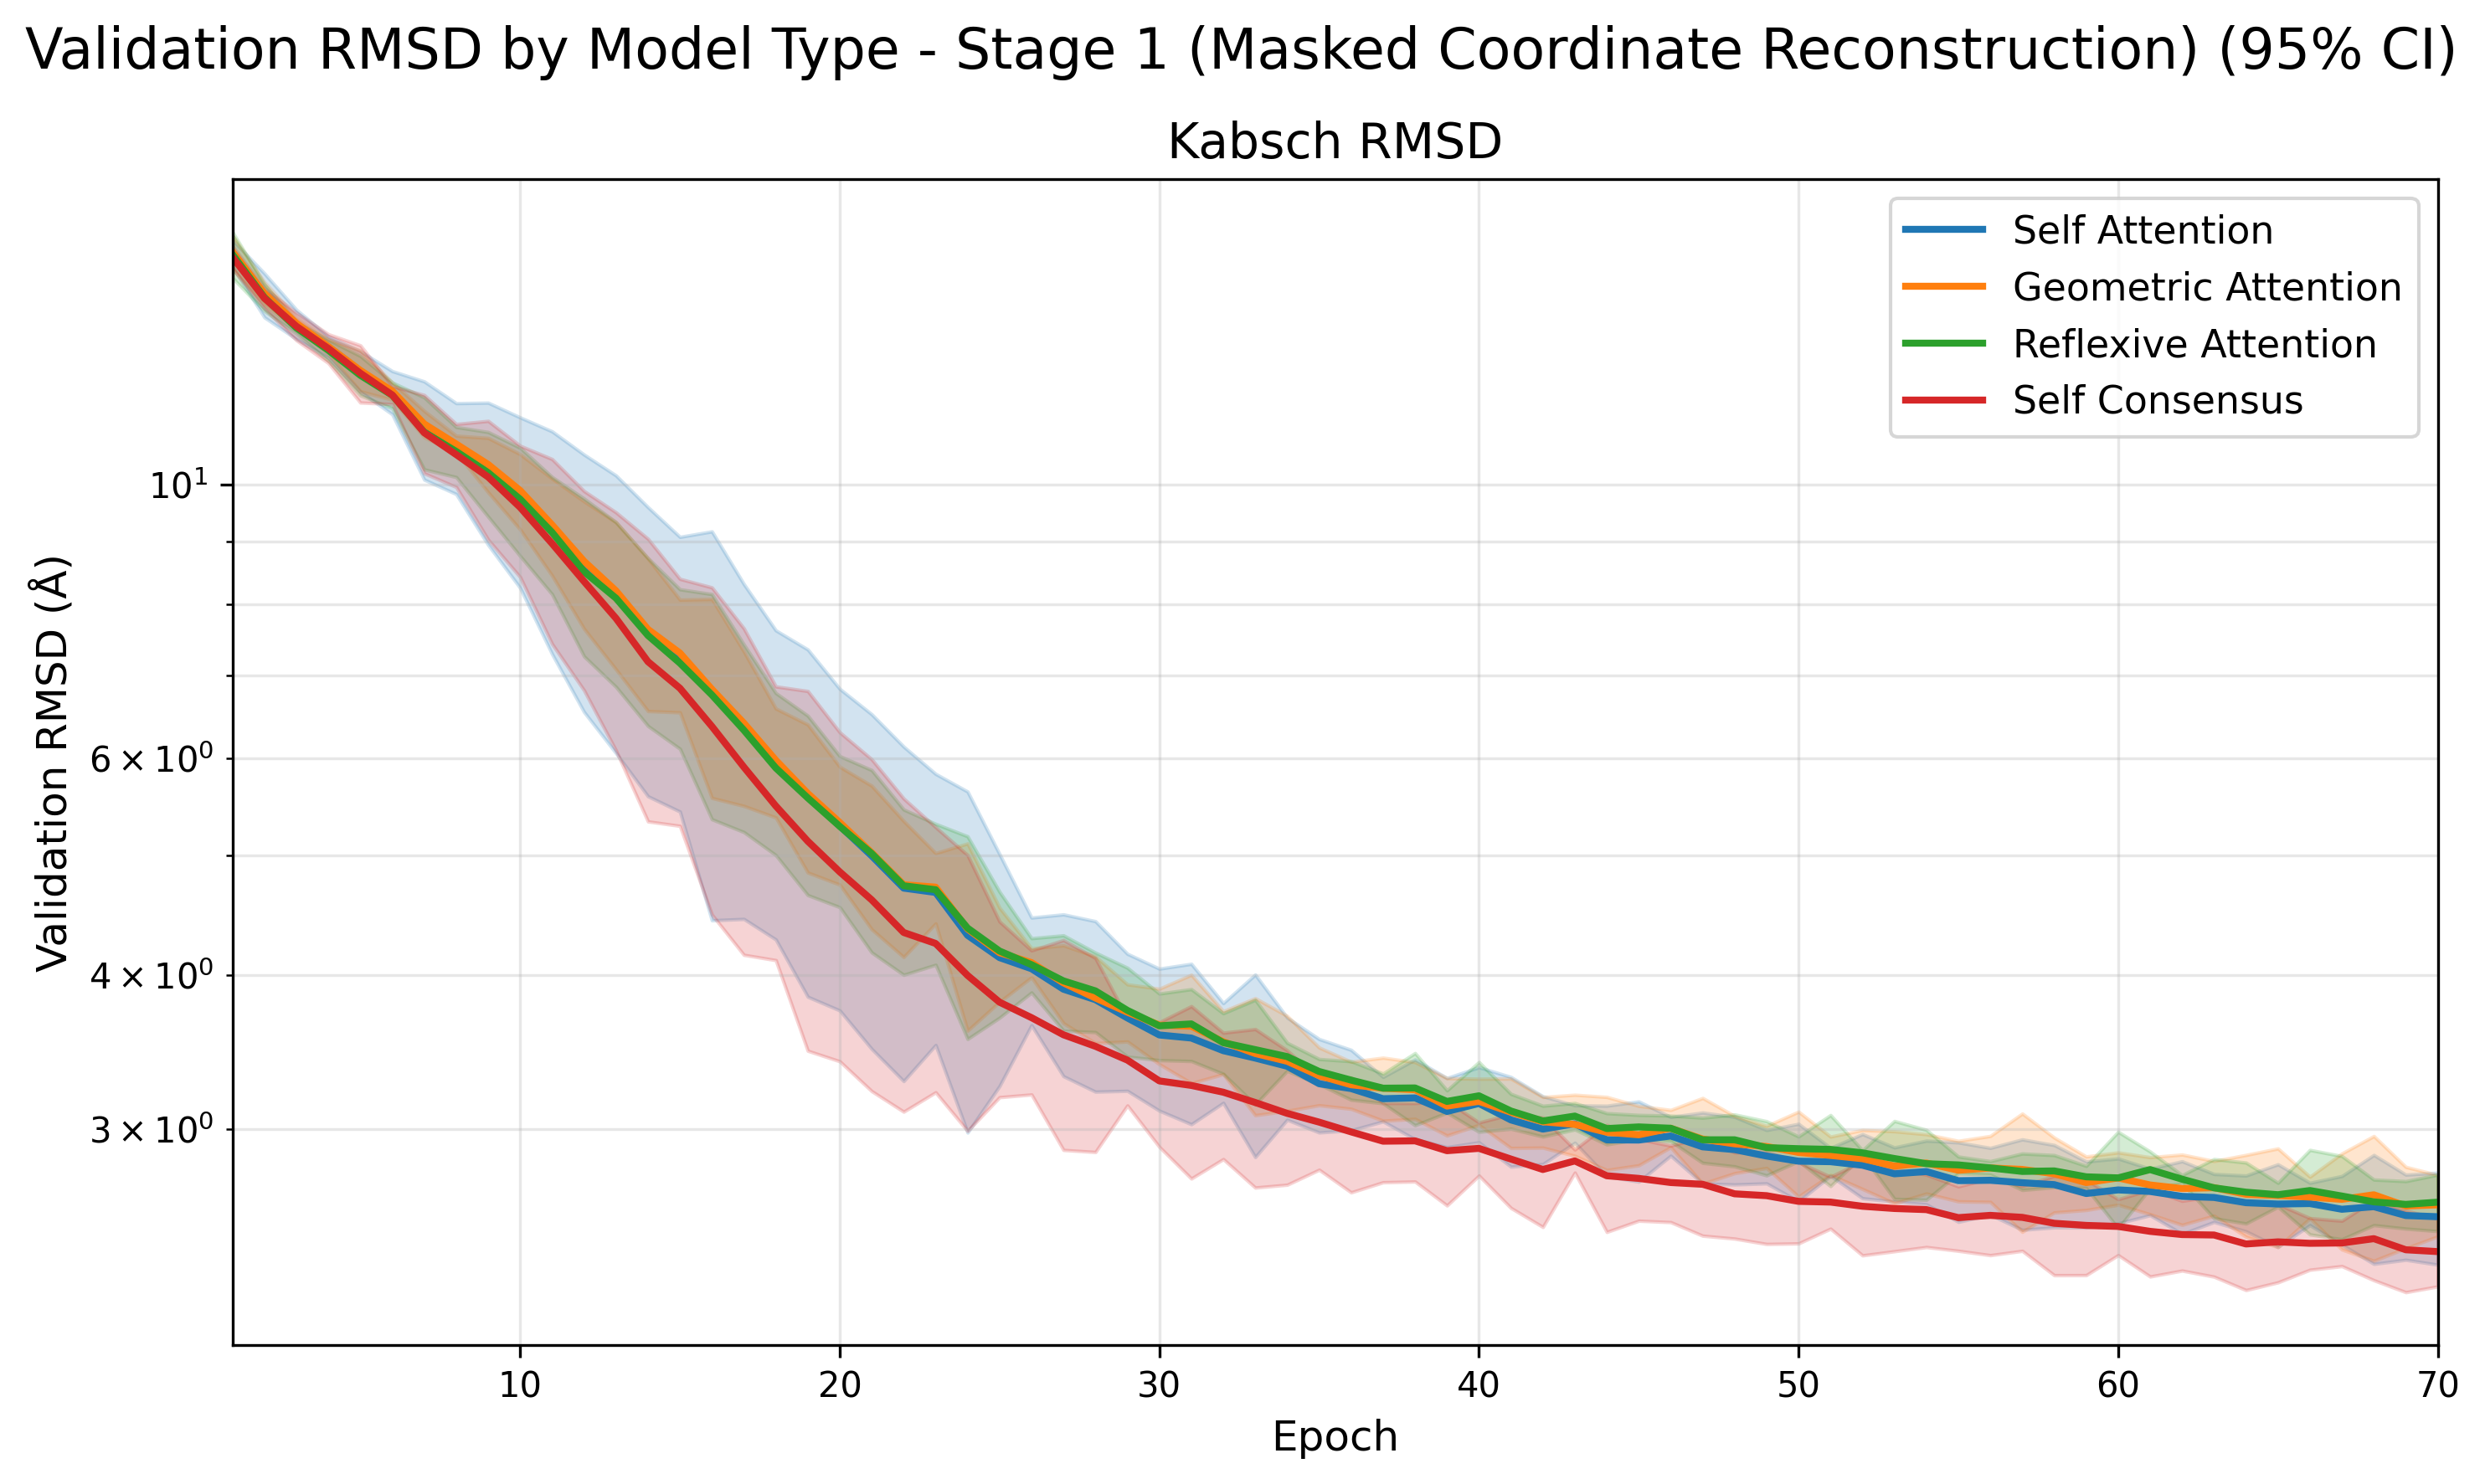 Validation RMSD by Model Type - Stage 1 (Masked Coordinate Reconstruction) (95% CI)
Kabsch RMSD
Self Attention
Geometric Attention
Reflexive Attention
Self Consensus
Validation RMSD (Å)
10¹
6 × 10⁰
4 × 10⁰
3 × 10⁰
10 20 30 40 50 60 70
Epoch